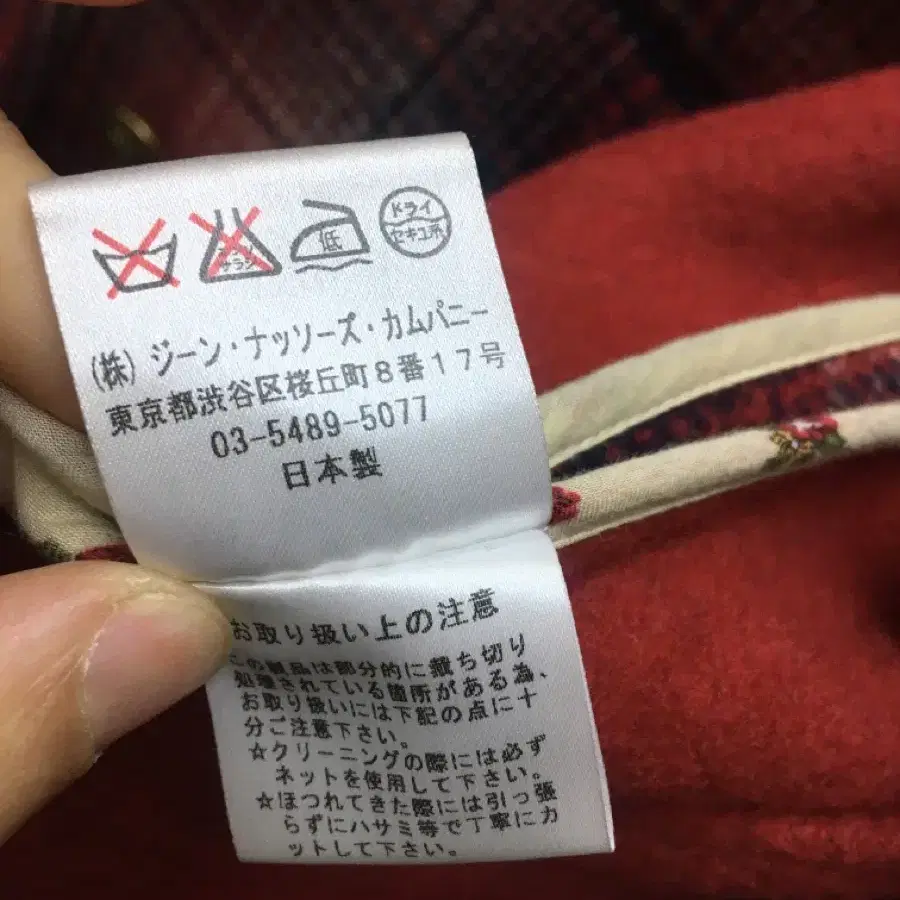 低
ドライ
セキユ系
(株) ジーン・ナッソーズ・カムパニー
東京都渋谷区桜丘町8番17号
03-5489-5077
日本製
お取り扱い上の注意
この製品は部分的に裁ち切り
処理されている箇所がある為、
お取り扱いには下記の点に十
分ご注意下さい。
☆クリーニングの際には必ず
ネットを使用して下さい。
☆ほつれてきた際には引っ張
らずにハサミ等で丁寧にカ
ットして下さい。